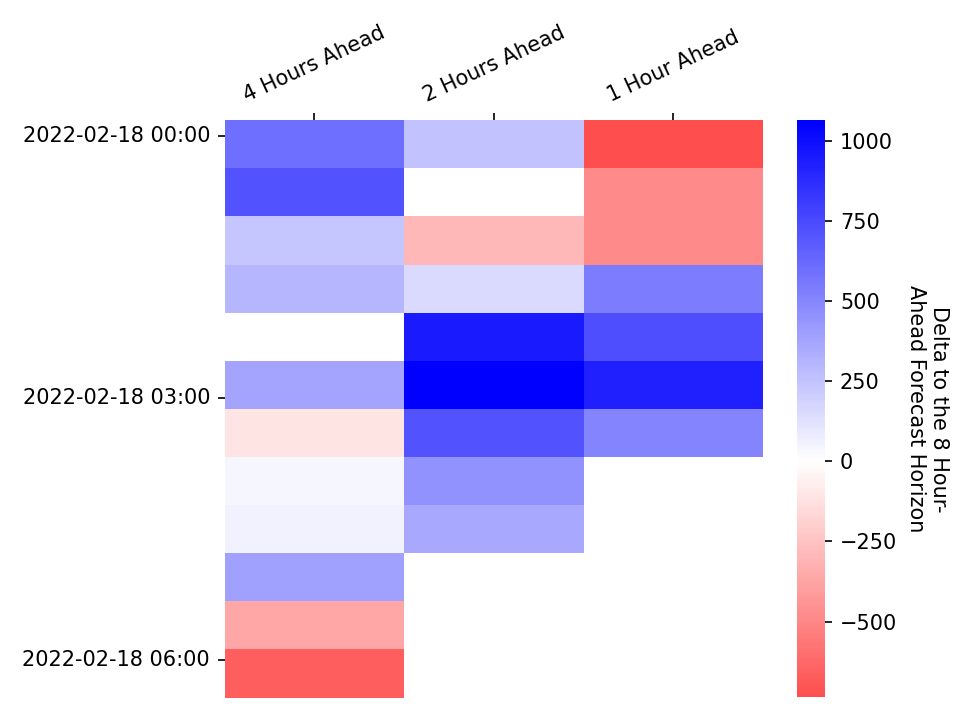 4 Hours Ahead
2 Hours Ahead
1 Hour Ahead
2022-02-18 00:00
2022-02-18 03:00
2022-02-18 06:00
1000
750
500
250
0
−250
−500
Delta to the 8 Hour-
Ahead Forecast Horizon